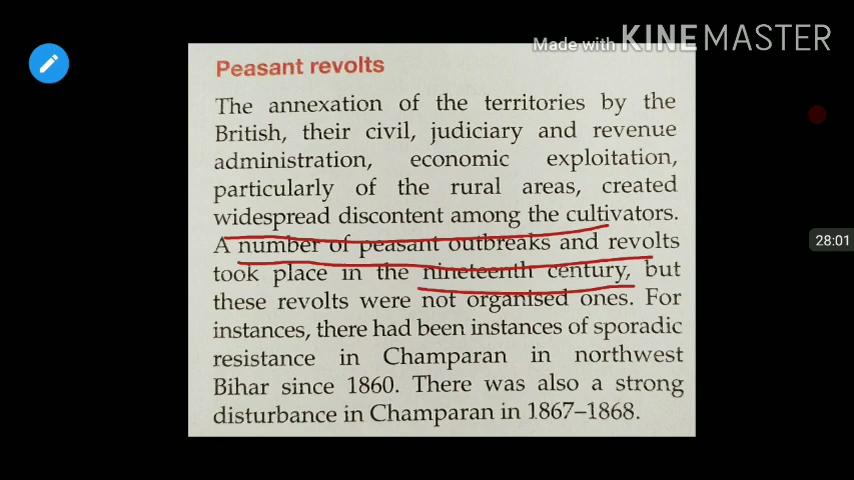 Made with KINEMASTER
Peasant revolts
The annexation of the territories by the
British, their civil, judiciary and revenue
administration, economic exploitation,
particularly of the rural areas, created
widespread discontent among the cultivators.
A number of peasant outbreaks and revolts
took place in the nineteenth century, but
these revolts were not organised ones. For
instances, there had been instances of sporadic
resistance in Champaran in northwest
Bihar since 1860. There was also a strong
disturbance in Champaran in 1867–1868.
28:01